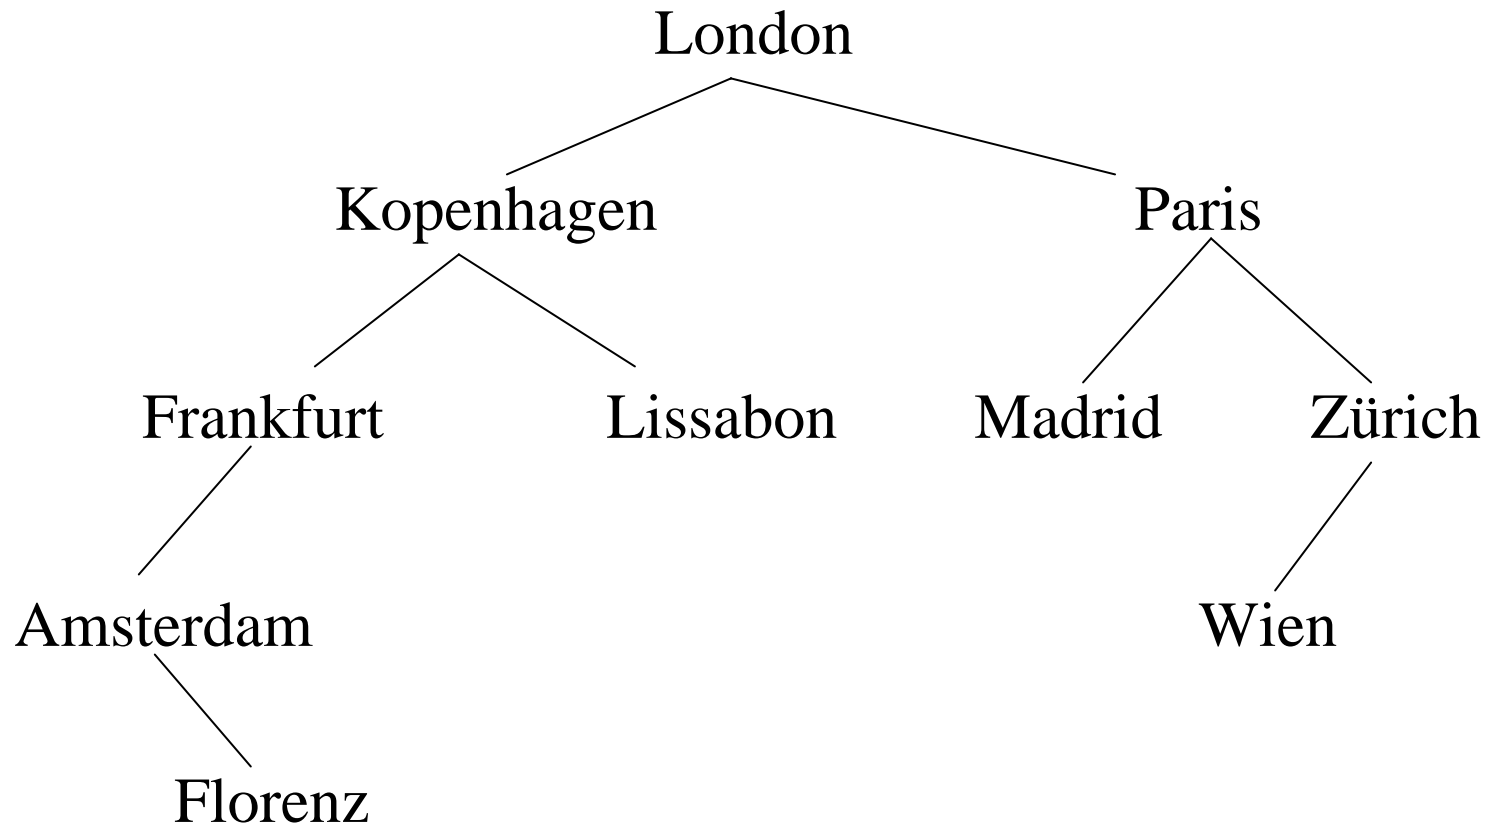 London
Kopenhagen Paris
Frankfurt Lissabon Madrid Zürich
Amsterdam Wien
Florenz